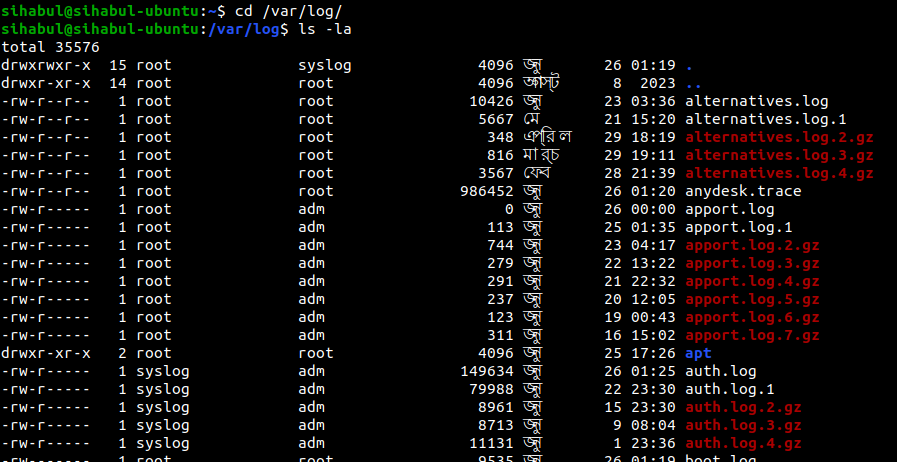 sihabul@sihabul-ubuntu:~$ cd /var/log/
sihabul@sihabul-ubuntu:/var/log$ ls -la
total 35576
drwxrwxr-x  15 root              syslog              4096 জুন       26 01:19 .
drwxr-xr-x  14 root              root                4096 আগস্ট      8  2023 ..
-rw-r--r--   1 root              root               10426 জুন       23 03:36 alternatives.log
-rw-r--r--   1 root              root                5667 মে        21 15:20 alternatives.log.1
-rw-r--r--   1 root              root                 348 এপ্রিল     29 18:19 alternatives.log.2.gz
-rw-r--r--   1 root              root                 816 মার্চ      29 19:11 alternatives.log.3.gz
-rw-r--r--   1 root              root                3567 ফেব       28 21:39 alternatives.log.4.gz
-rw-r--r--   1 root              root              986452 জুন       26 01:20 anydesk.trace
-rw-r-----   1 root              adm                    0 জুন       26 00:00 apport.log
-rw-r-----   1 root              adm                  113 জুন       25 01:35 apport.log.1
-rw-r-----   1 root              adm                  744 জুন       23 04:17 apport.log.2.gz
-rw-r-----   1 root              adm                  279 জুন       22 13:22 apport.log.3.gz
-rw-r-----   1 root              adm                  291 জুন       21 22:32 apport.log.4.gz
-rw-r-----   1 root              adm                  237 জুন       20 12:05 apport.log.5.gz
-rw-r-----   1 root              adm                  123 জুন       19 00:43 apport.log.6.gz
-rw-r-----   1 root              adm                  311 জুন       16 15:02 apport.log.7.gz
drwxr-xr-x   2 root              root                4096 জুন       25 17:26 apt
-rw-r-----   1 syslog            adm               149634 জুন       26 01:25 auth.log
-rw-r-----   1 syslog            adm                79988 জুন       22 23:30 auth.log.1
-rw-r-----   1 syslog            adm                 8961 জুন       15 23:30 auth.log.2.gz
-rw-r-----   1 syslog            adm                 8713 জুন        9 08:04 auth.log.3.gz
-rw-r-----   1 syslog            adm                11131 জুন        1 23:36 auth.log.4.gz
-rw-r--r--   1 root              root                9535 জুন       26 01:19 boot.log